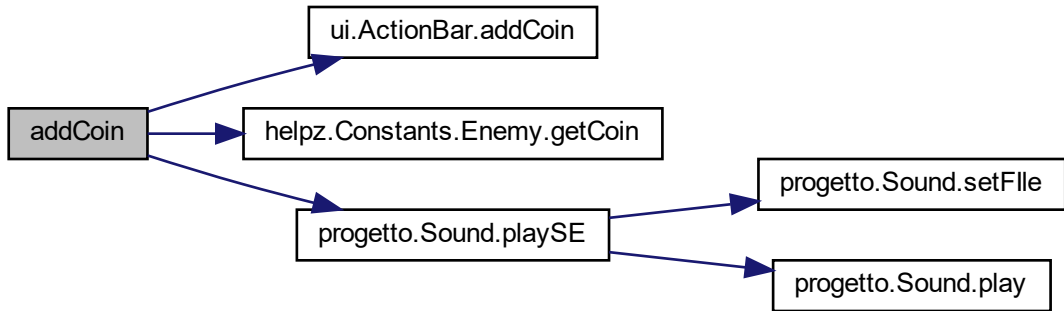 ui.ActionBar.addCoin
addCoin
helpz.Constants.Enemy.getCoin
progetto.Sound.setFIle
progetto.Sound.playSE
progetto.Sound.play